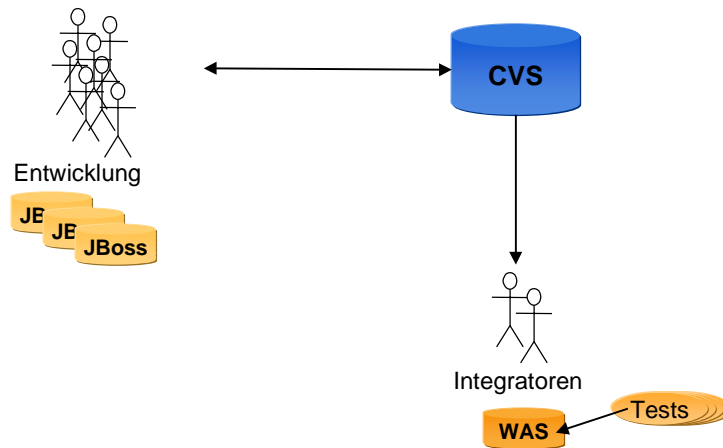 CVS
Entwicklung
JB
JB
JBoss
Integratoren
Tests
WAS